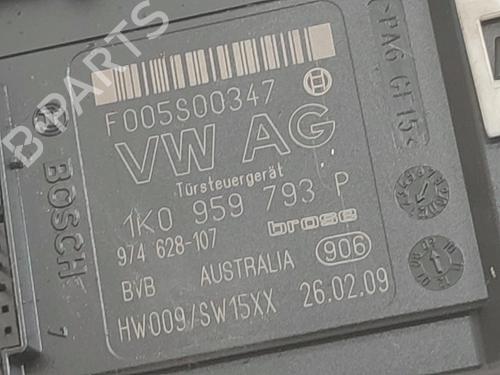 B-PARTS
F005S00347
VW AG
Türsteuergerät
1K0 959 793 P
974 628-107
brose
BVB AUSTRALIA 906
HW009/SW15XX 26.02.09
BOSCH
>PA6 GF15<